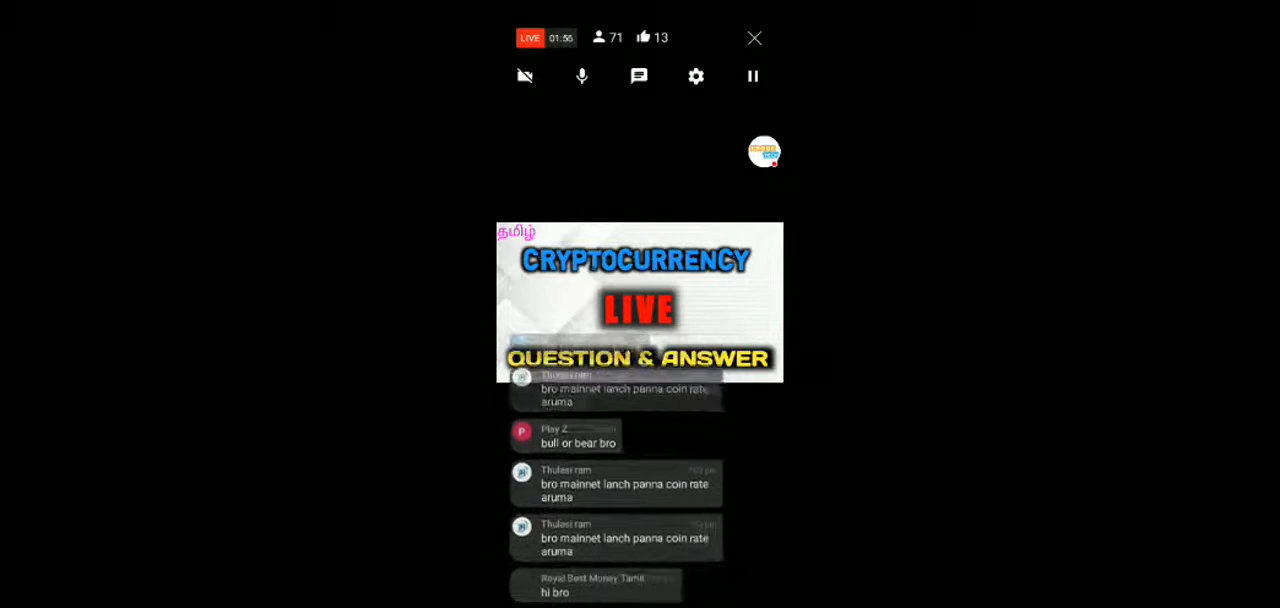 LIVE 01:56 71 13
தமிழ்
CRYPTOCURRENCY
LIVE
QUESTION & ANSWER
Thulasi ram
bro mainnet lanch panna coin rate
aruma
Play Z
bull or bear bro
Thulasi ram
bro mainnet lanch panna coin rate
aruma
Thulasi ram
bro mainnet lanch panna coin rate
aruma
Royal Best Money Tamil
hi bro